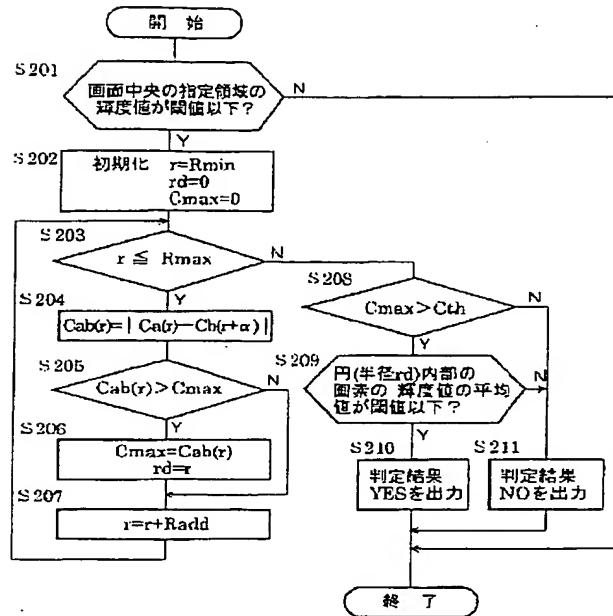 開 始
S201
画面中央の指定領域の
輝度値が閾値以下?
N
Y
S202
初期化 r=Rmin
rd=0
Cmax=0
S203
r ≦ Rmax
N
Y
S204
Cab(r)=| Ca(r)−Cb(r+α) |
S205
Cab(r)>Cmax
N
Y
S206
Cmax=Cab(r)
rd=r
S207
r=r+Radd
S208
Cmax>Cth
N
Y
S209
円(半径rd)内部の
画素の 輝度値の平均
値が閾値以下?
N
Y
S210
判定結果
YESを出力
S211
判定結果
NOを出力
終 了